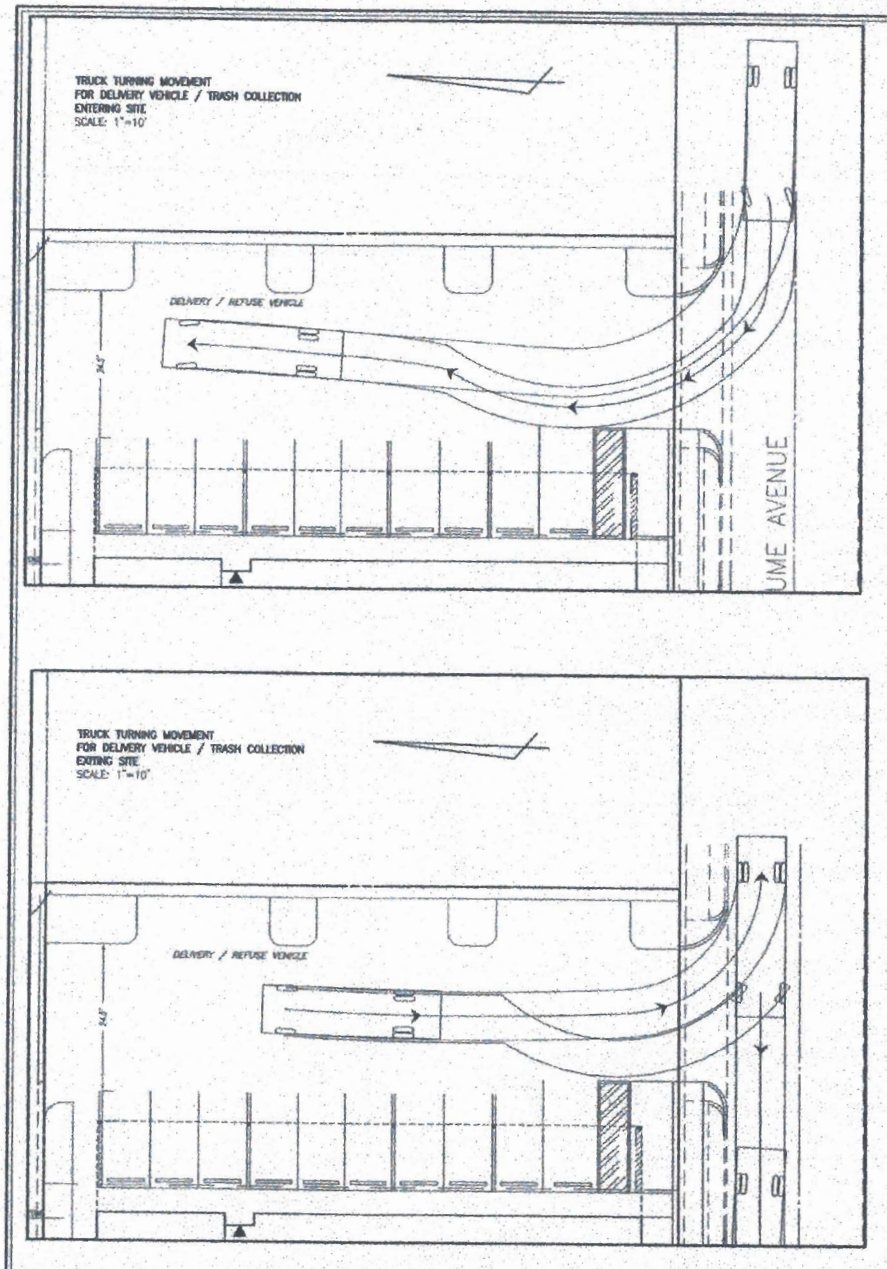 TRUCK TURNING MOVEMENT
FOR DELIVERY VEHICLE / TRASH COLLECTION
ENTERING SITE
SCALE: 1"=10'
DELIVERY / REFUSE VEHICLE
UME AVENUE
TRUCK TURNING MOVEMENT
FOR DELIVERY VEHICLE / TRASH COLLECTION
EXITING SITE
SCALE: 1"=10'
DELIVERY / REFUSE VEHICLE